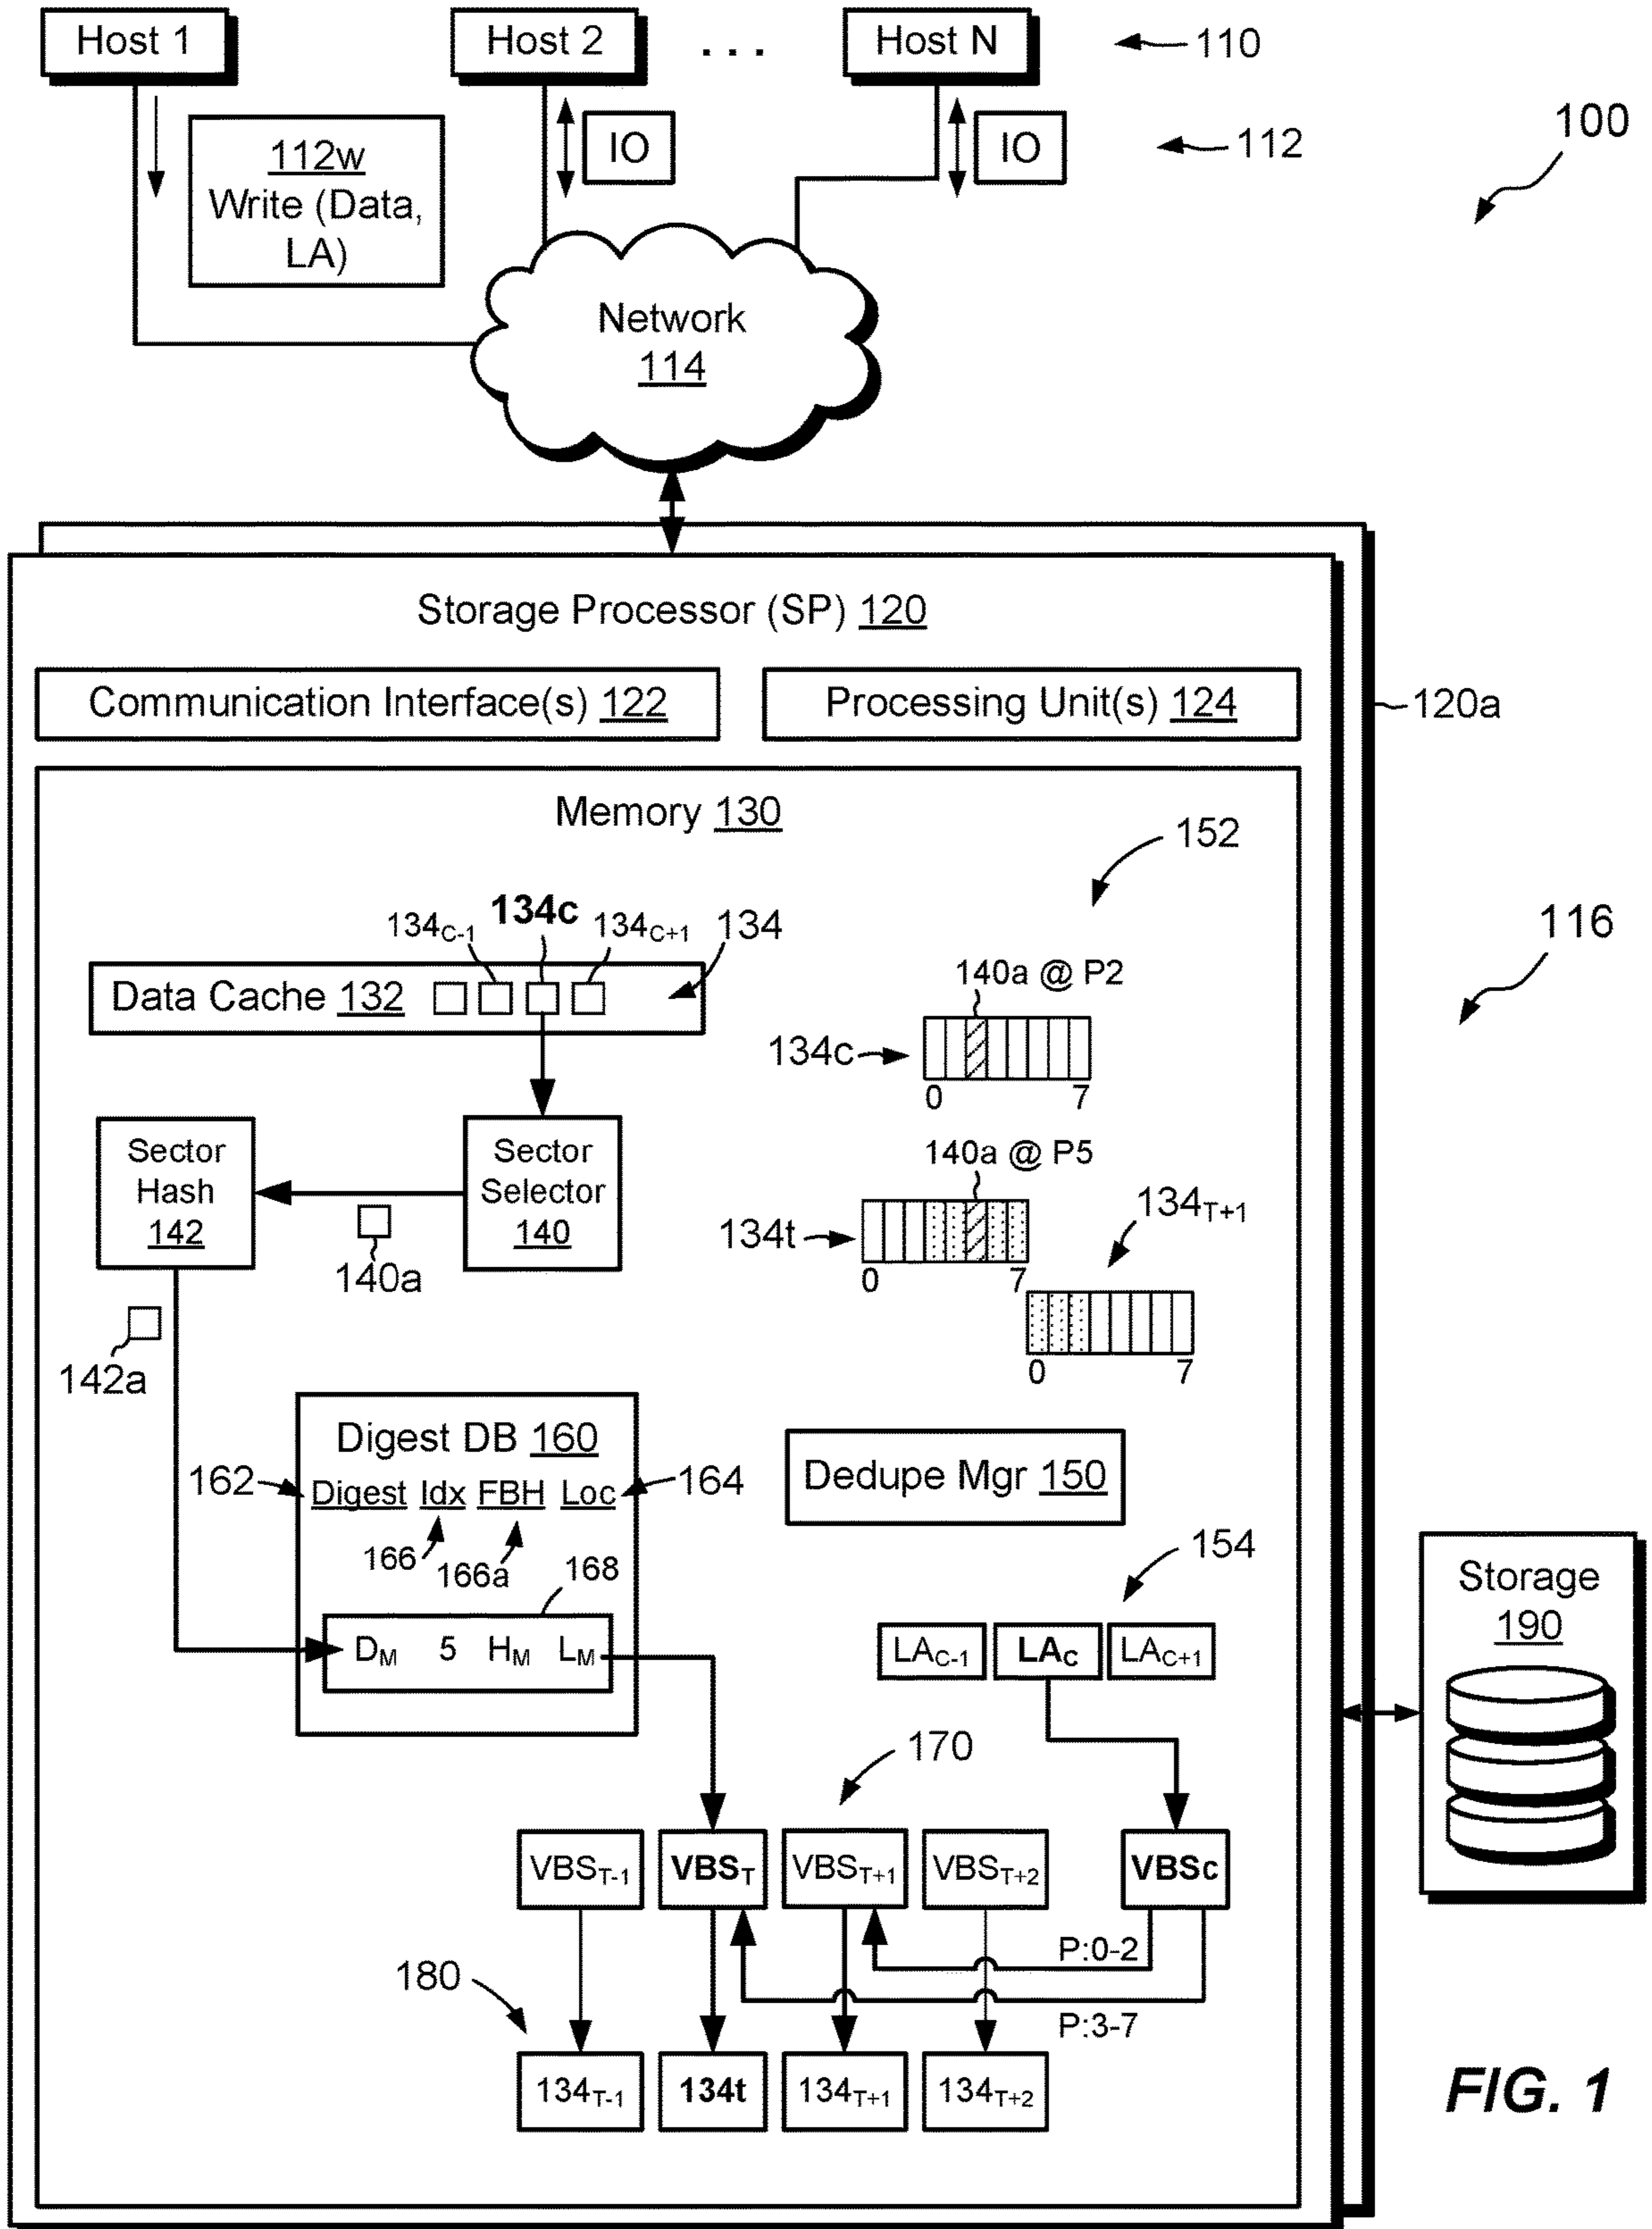 Host 1
Host 2
. . .
Host N
110
112w
Write (Data,
LA)
IO
IO
112
100
Network
114
Storage Processor (SP) 120
Communication Interface(s) 122
Processing Unit(s) 124
120a
Memory 130
152
134C-1
134c
134C+1
134
116
Data Cache 132
140a @ P2
134c
0
7
Sector
Hash
142
Sector
Selector
140
140a @ P5
134T+1
134t
140a
0
7
142a
0
7
Digest DB 160
162
Digest Idx FBH Loc
164
Dedupe Mgr 150
166
166a
168
154
DM 5 HM LM
LAC-1
LAC
LAC+1
Storage
190
170
VBST-1
VBST
VBST+1
VBST+2
VBSc
P:0-2
180
P:3-7
134T-1
134t
134T+1
134T+2
FIG. 1